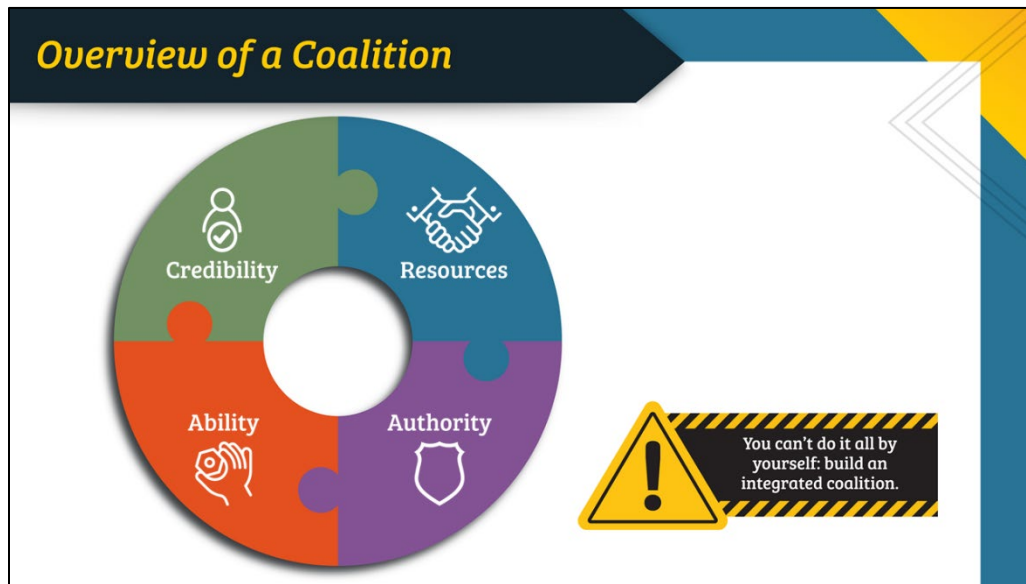 Overview of a Coalition
Credibility
Resources
Ability
Authority
You can’t do it all by
yourself: build an
integrated coalition.